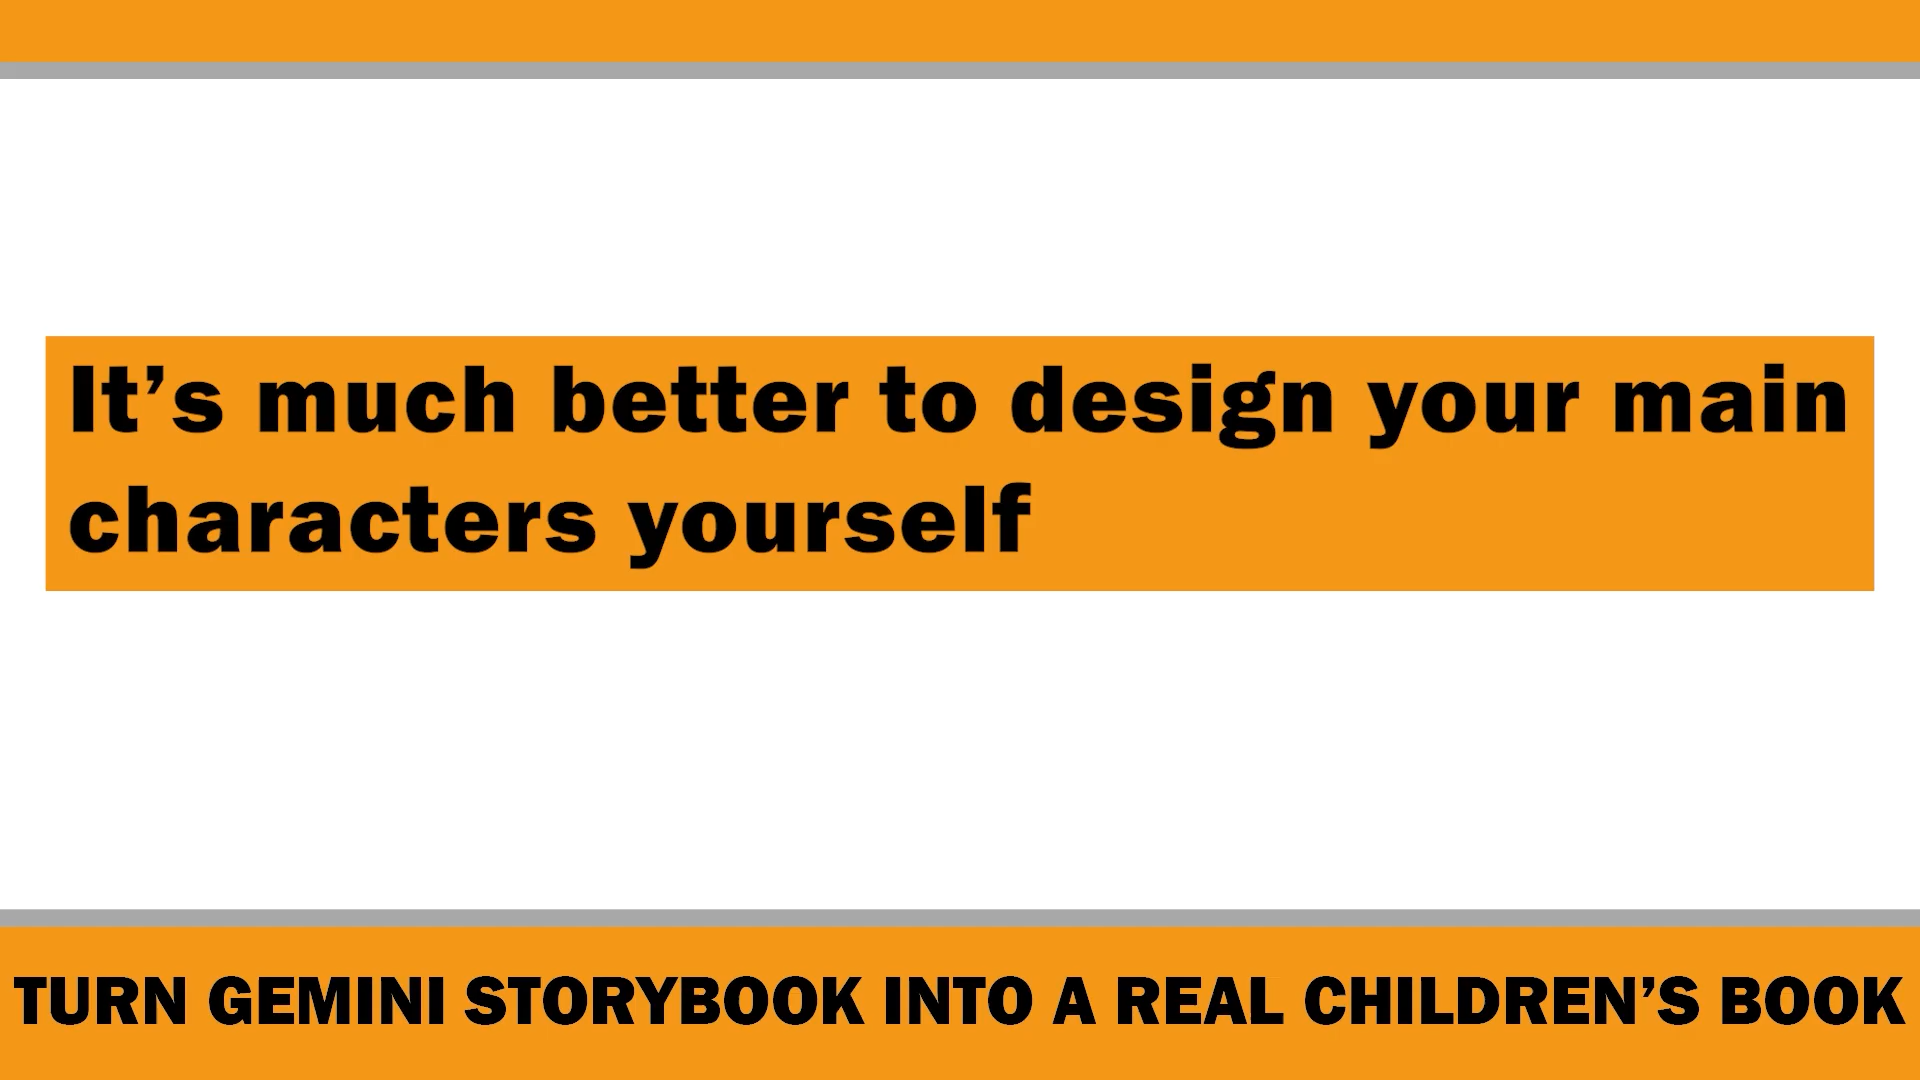 It’s much better to design your main
characters yourself
TURN GEMINI STORYBOOK INTO A REAL CHILDREN’S BOOK